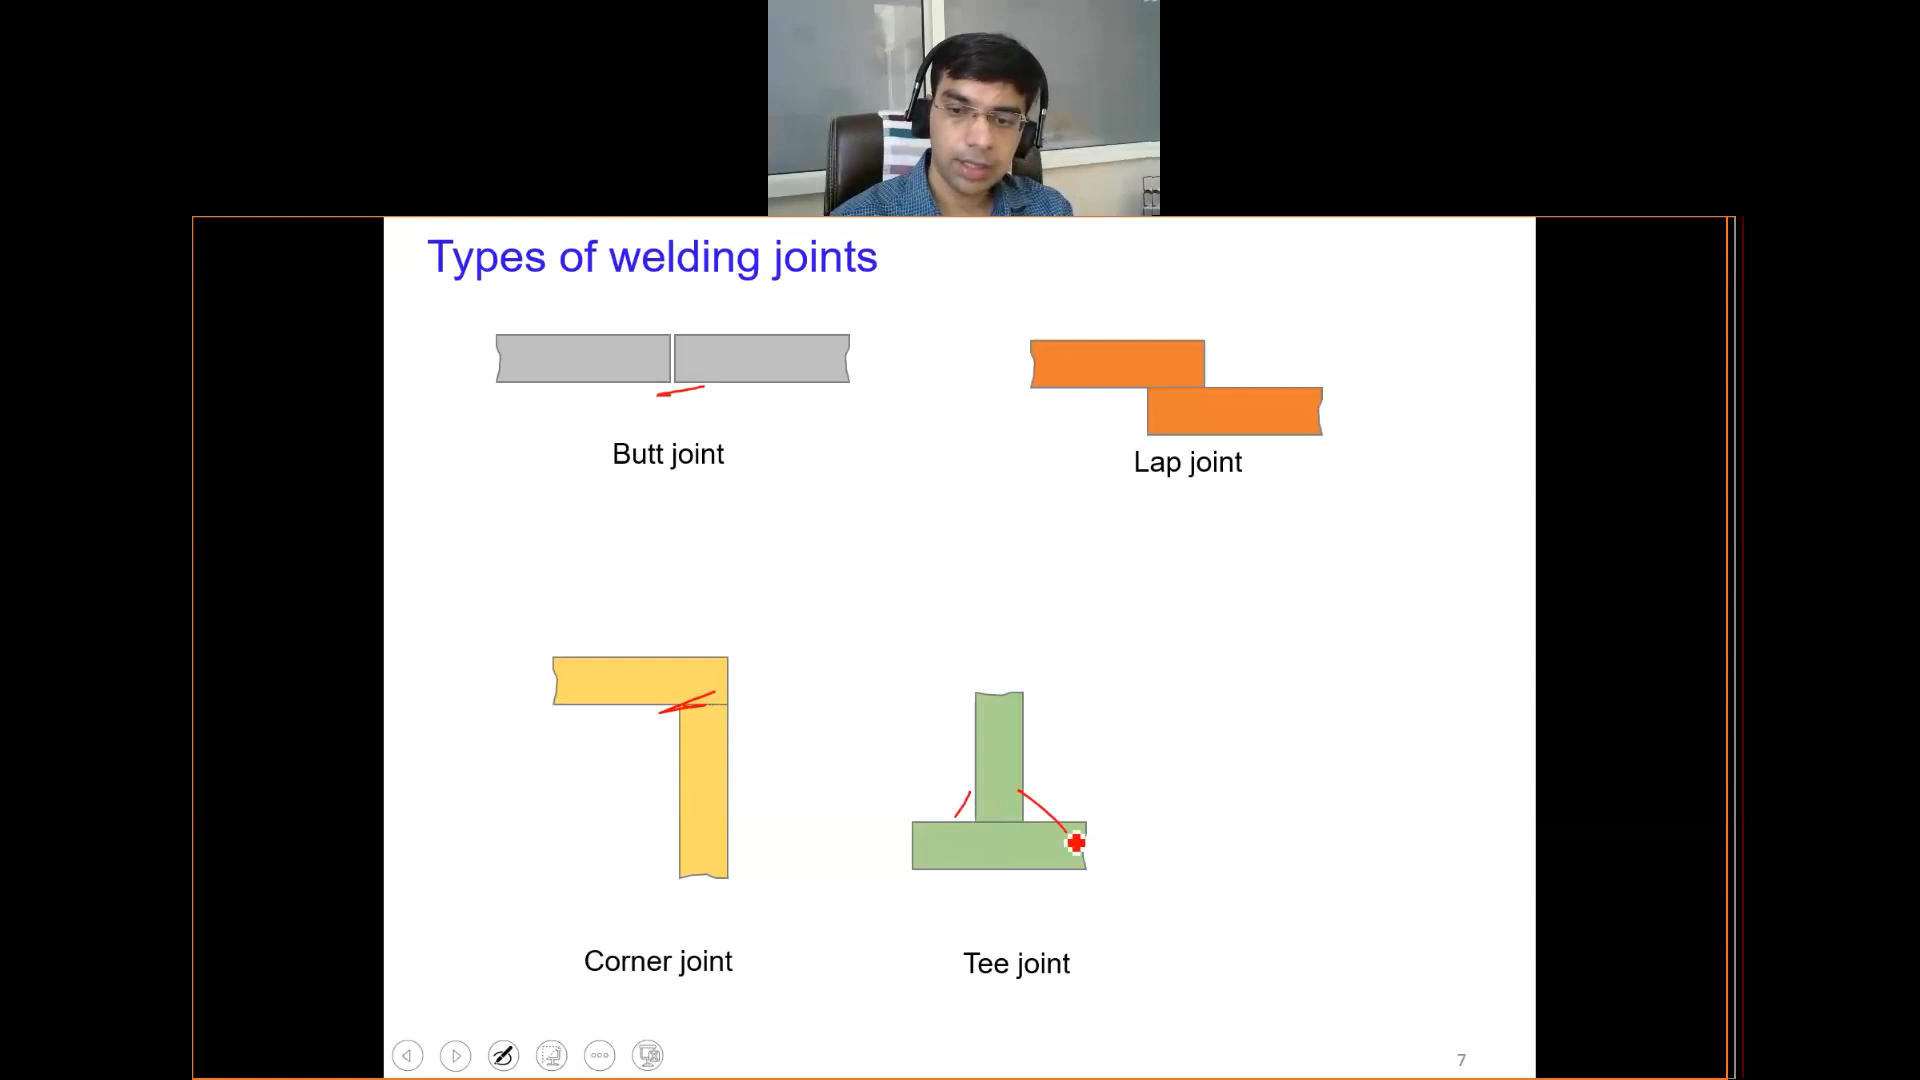 Types of welding joints
Butt joint
Lap joint
Corner joint
Tee joint
7